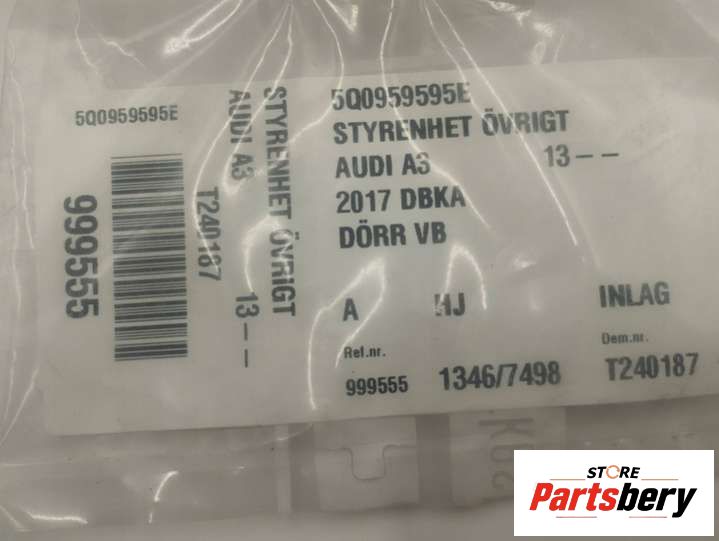 5Q0959595E
999555
T240187
AUDI A3 13--
STYRENHET ÖVRIGT
5Q0959595E
STYRENHET ÖVRIGT
AUDI A3 13--
2017 DBKA
DÖRR VB
A HJ INLAG
Ref.nr. Dem.nr.
999555 1346/7498 T240187
STORE
Partsbery